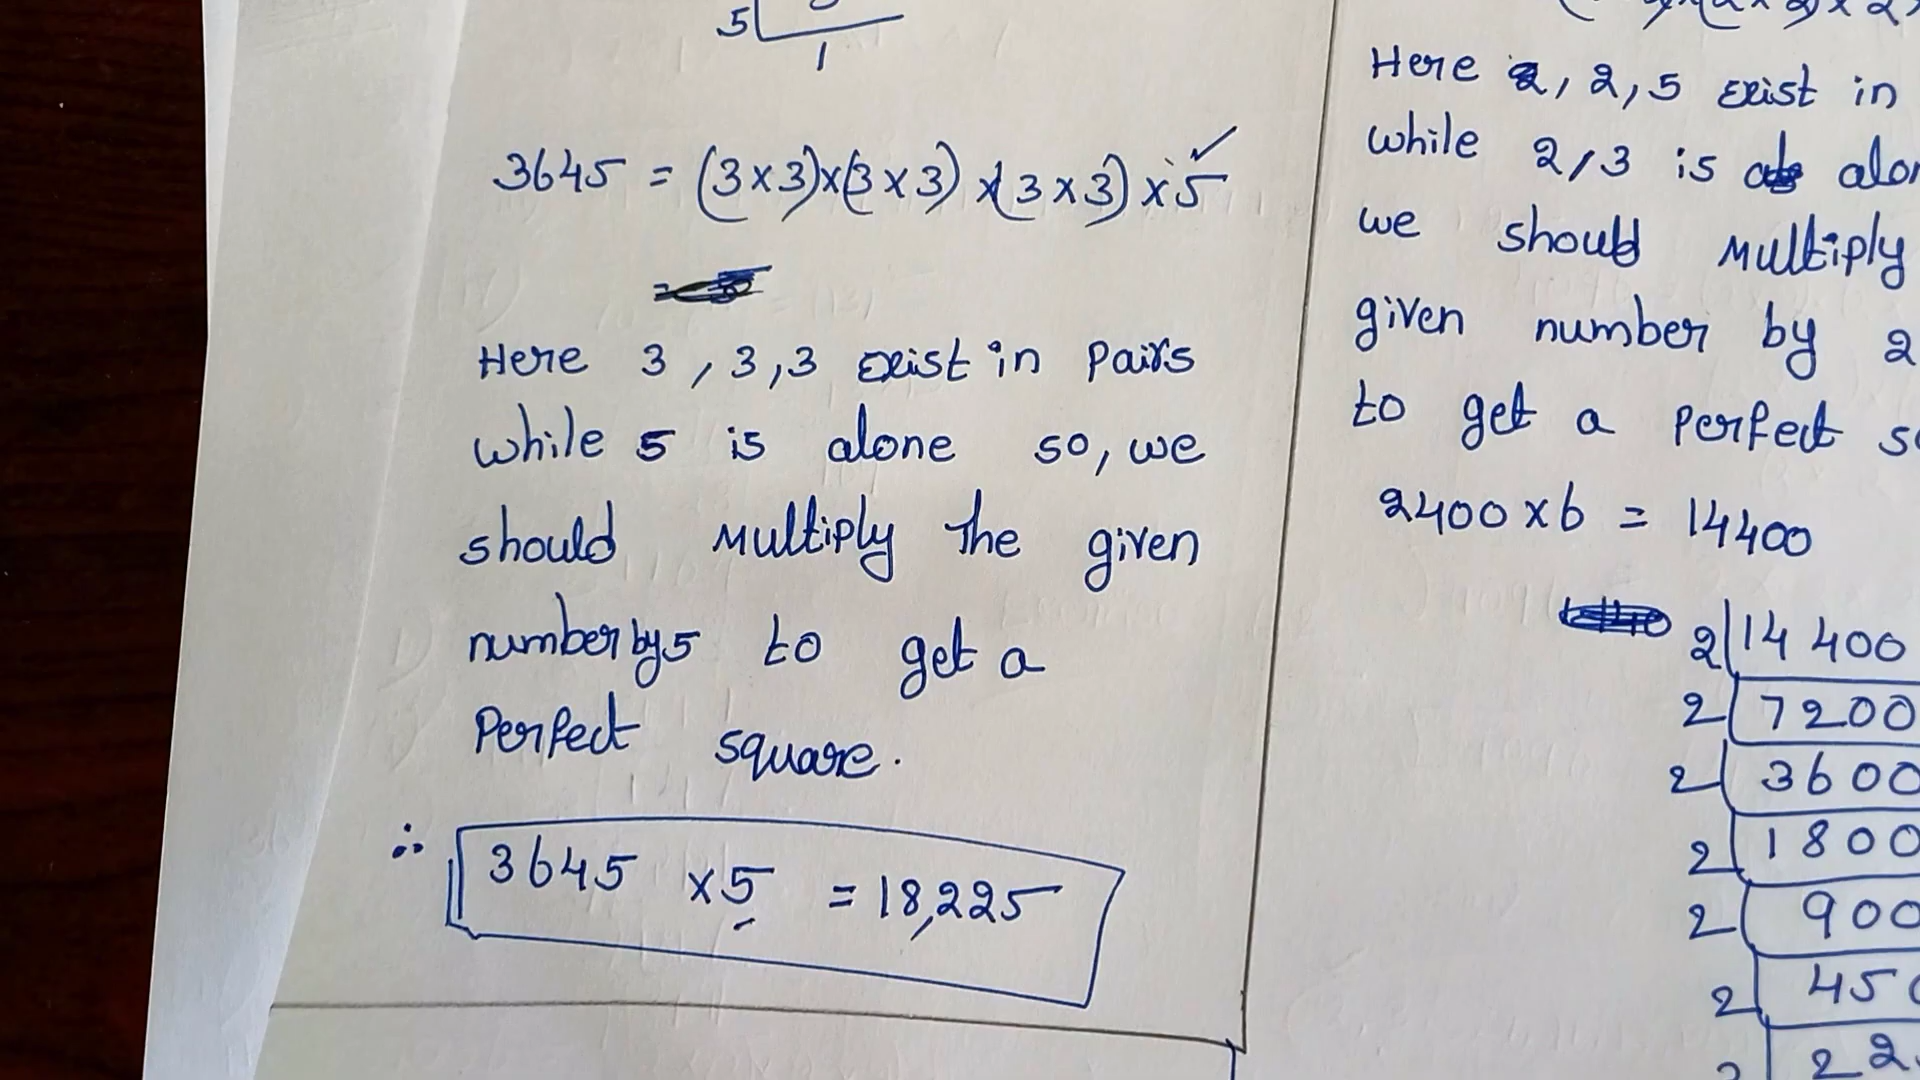 5
1
3645 = (3×3)×(3×3)×(3×3)×5
=
Here 3,3,3 exist in pairs
while 5 is alone so, we
should Multiply the given
number by 5 to get a
Perfect square.
∴ 3645 ×5 = 18,225
Here 2, 2, 5 exist in
while 2,3 is
we should Multiply
given number by 2
to get a perfect
2400 ×6 = 14400
2 14400
2 7200
2 3600
2 1800
2 900
2 45
2 22